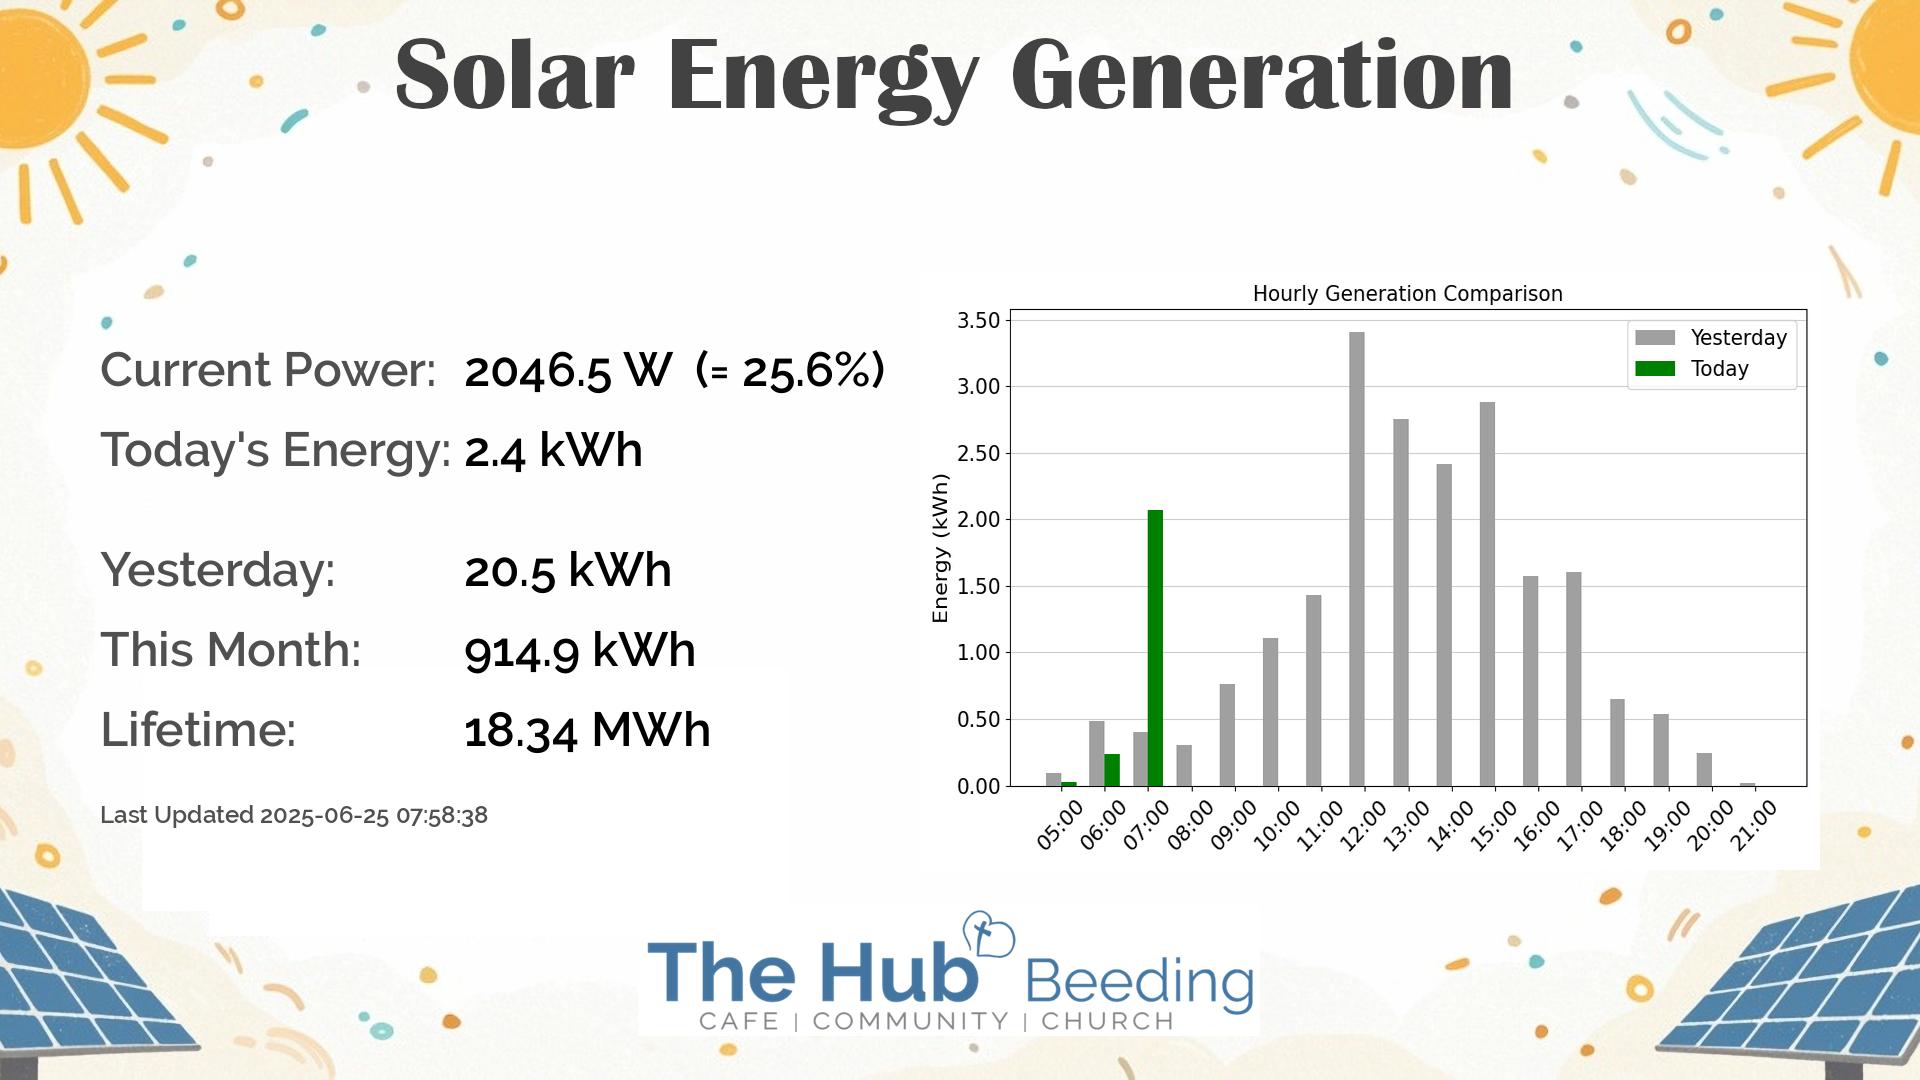 Solar Energy Generation
Current Power: 2046.5 W (= 25.6%)
Today's Energy: 2.4 kWh
Yesterday: 20.5 kWh
This Month: 914.9 kWh
Lifetime: 18.34 MWh
Last Updated 2025-06-25 07:58:38
Hourly Generation Comparison
Yesterday
Today
Energy (kWh)
3.50
3.00
2.50
2.00
1.50
1.00
0.50
0.00
05:00 06:00 07:00 08:00 09:00 10:00 11:00 12:00 13:00 14:00 15:00 16:00 17:00 18:00 19:00 20:00 21:00
The Hub Beeding
CAFE | COMMUNITY | CHURCH